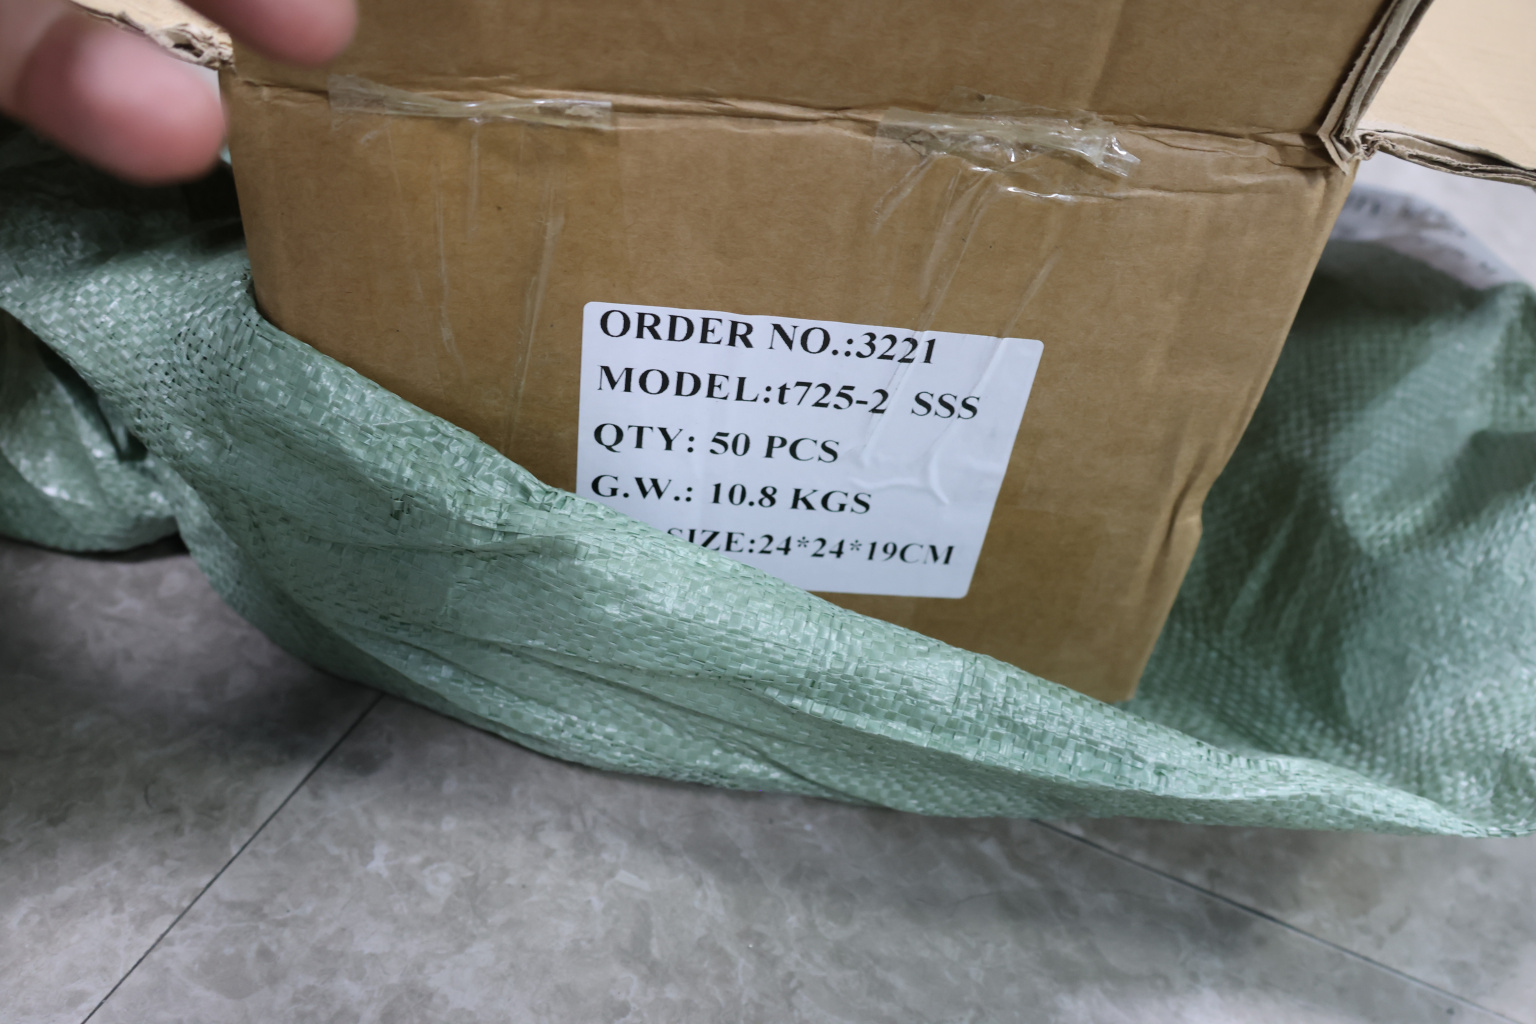 ORDER NO.:3221
MODEL:t725-2 SSS
QTY: 50 PCS
G.W.: 10.8 KGS
SIZE:24*24*19CM